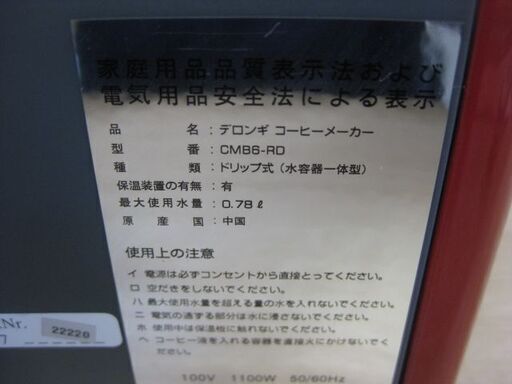 家庭用品品質表示法および
電気用品安全法による表示
品 名：デロンギ コーヒーメーカー
型 番：CMB6-RD
種 類：ドリップ式（水容器一体型）
保温装置の有無：有
最大使用水量：0.78ℓ
原 産 国：中国
使用上の注意
イ 電源は必ずコンセントから直接とってください。
ロ 空だきをしないでください。
ハ 最大使用水量を超える量の水を入れないでください。
ニ 電気の通ずる部分は水に浸さないでください。
ホ 使用中は保温板にふれないでください。
ヘ コーヒー液を入れる容器を直接火にかけないでください。
100V 1100W 50/60Hz
Nr.
22220
7